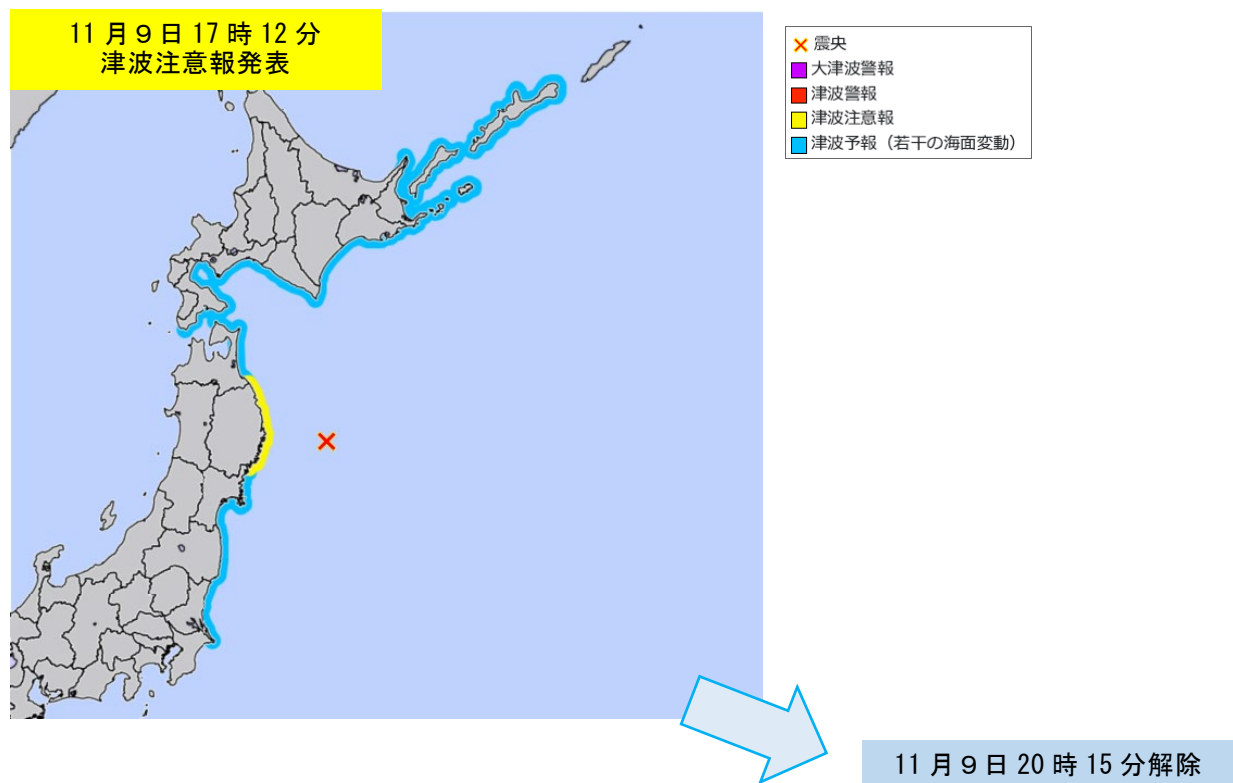 11月９日17時12分
津波注意報発表
震央
大津波警報
津波警報
津波注意報
津波予報（若干の海面変動）
11月９日20時15分解除